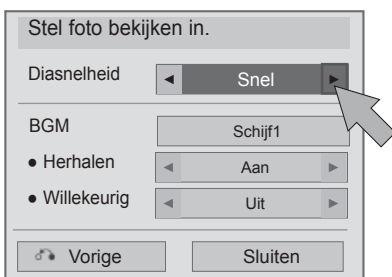 Stel foto bekijken in.
Diasnelheid ◄ Snel ►
BGM Schijf1
● Herhalen ◄ Aan ►
● Willekeurig ◄ Uit ►
Vorige Sluiten